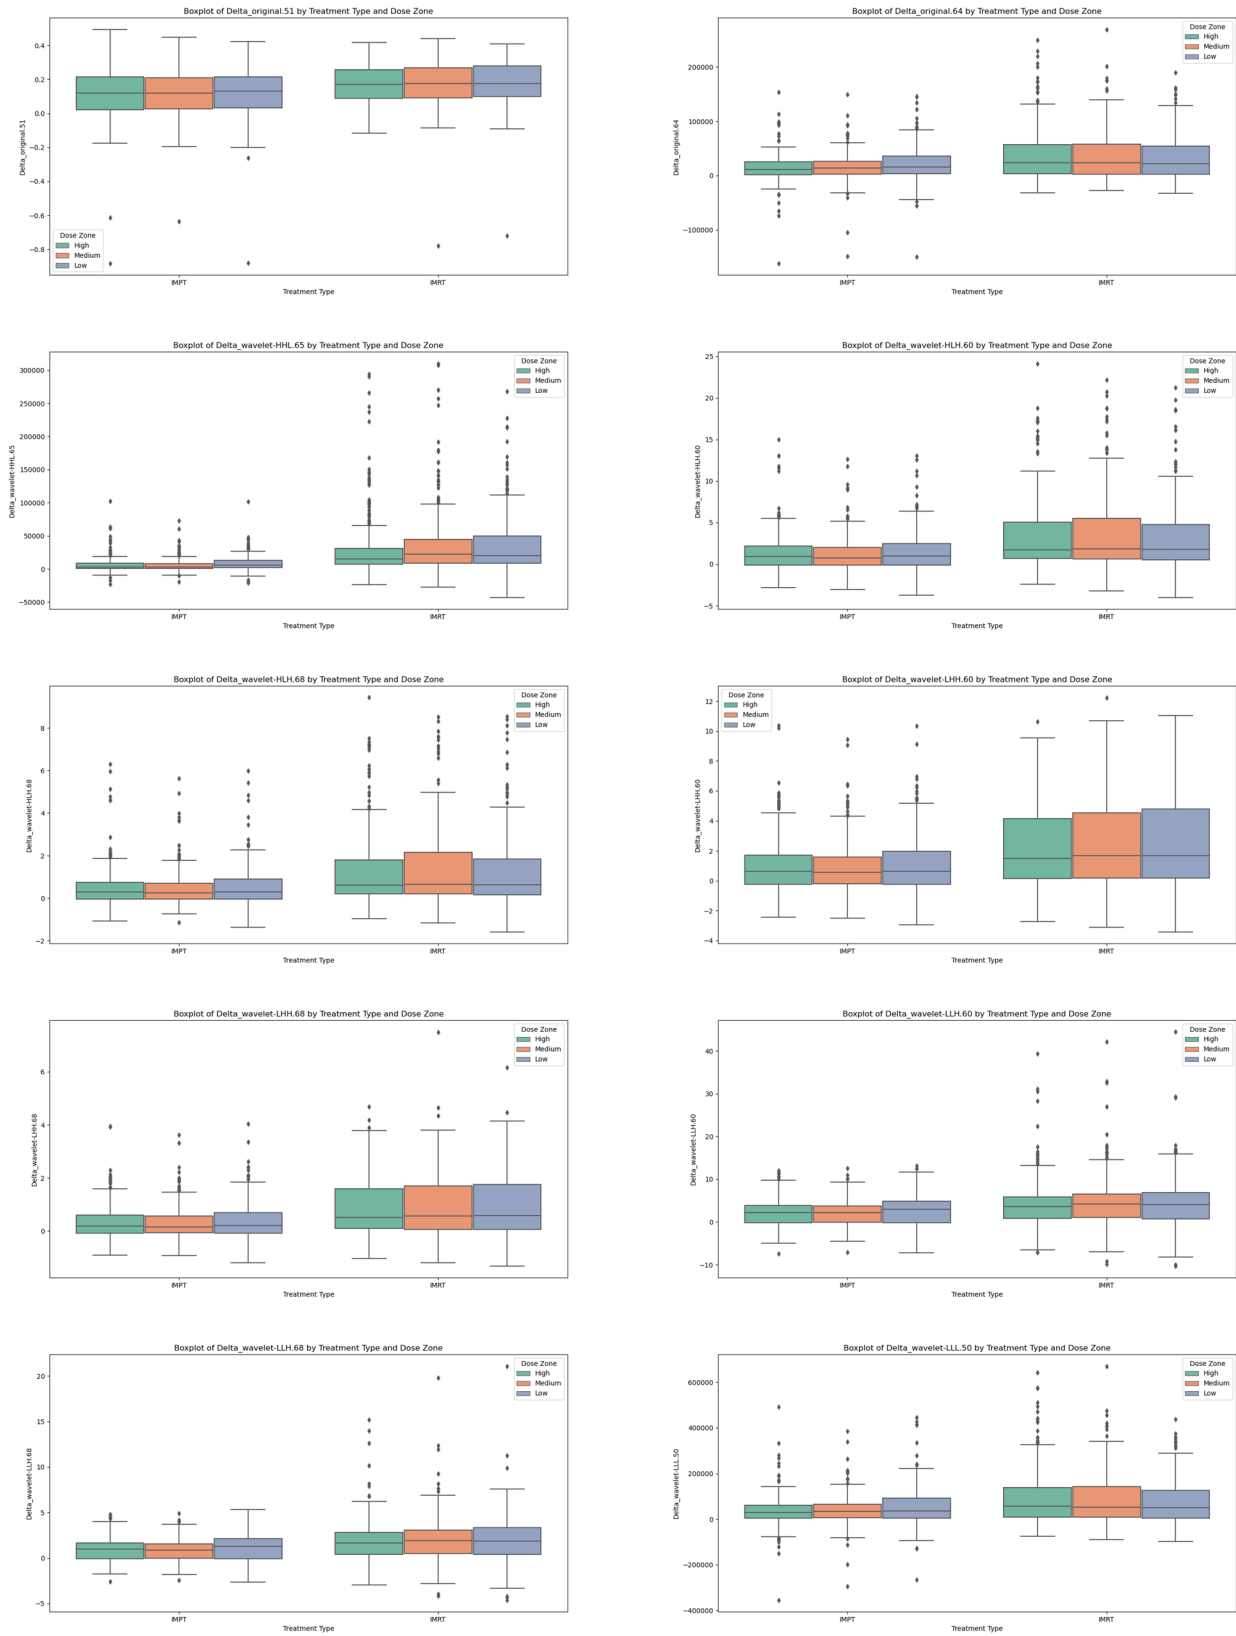 Boxplot of Delta_original.51 by Treatment Type and Dose Zone
Delta_original.51
0.4
0.2
0.0
−0.2
−0.4
−0.6
−0.8
Dose Zone
High
Medium
Low
IMPT
IMRT
Treatment Type
Boxplot of Delta_original.64 by Treatment Type and Dose Zone
Delta_original.64
200000
100000
0
−100000
Dose Zone
High
Medium
Low
IMPT
IMRT
Treatment Type
Boxplot of Delta_wavelet-HHL.65 by Treatment Type and Dose Zone
Delta_wavelet-HHL.65
300000
250000
200000
150000
100000
50000
0
−50000
Dose Zone
High
Medium
Low
IMPT
IMRT
Treatment Type
Boxplot of Delta_wavelet-HLH.60 by Treatment Type and Dose Zone
Delta_wavelet-HLH.60
25
20
15
10
5
0
−5
Dose Zone
High
Medium
Low
IMPT
IMRT
Treatment Type
Boxplot of Delta_wavelet-HLH.68 by Treatment Type and Dose Zone
Delta_wavelet-HLH.68
8
6
4
2
0
−2
Dose Zone
High
Medium
Low
IMPT
IMRT
Treatment Type
Boxplot of Delta_wavelet-LHH.60 by Treatment Type and Dose Zone
Delta_wavelet-LHH.60
12
10
8
6
4
2
0
−2
−4
Dose Zone
High
Medium
Low
IMPT
IMRT
Treatment Type
Boxplot of Delta_wavelet-LHH.68 by Treatment Type and Dose Zone
Delta_wavelet-LHH.68
6
4
2
0
Dose Zone
High
Medium
Low
IMPT
IMRT
Treatment Type
Boxplot of Delta_wavelet-LLH.60 by Treatment Type and Dose Zone
Delta_wavelet-LLH.60
40
30
20
10
0
−10
Dose Zone
High
Medium
Low
IMPT
IMRT
Treatment Type
Boxplot of Delta_wavelet-LLH.68 by Treatment Type and Dose Zone
Delta_wavelet-LLH.68
20
15
10
5
0
−5
Dose Zone
High
Medium
Low
IMPT
IMRT
Treatment Type
Boxplot of Delta_wavelet-LLL.50 by Treatment Type and Dose Zone
Delta_wavelet-LLL.50
600000
400000
200000
0
−200000
−400000
Dose Zone
High
Medium
Low
IMPT
IMRT
Treatment Type